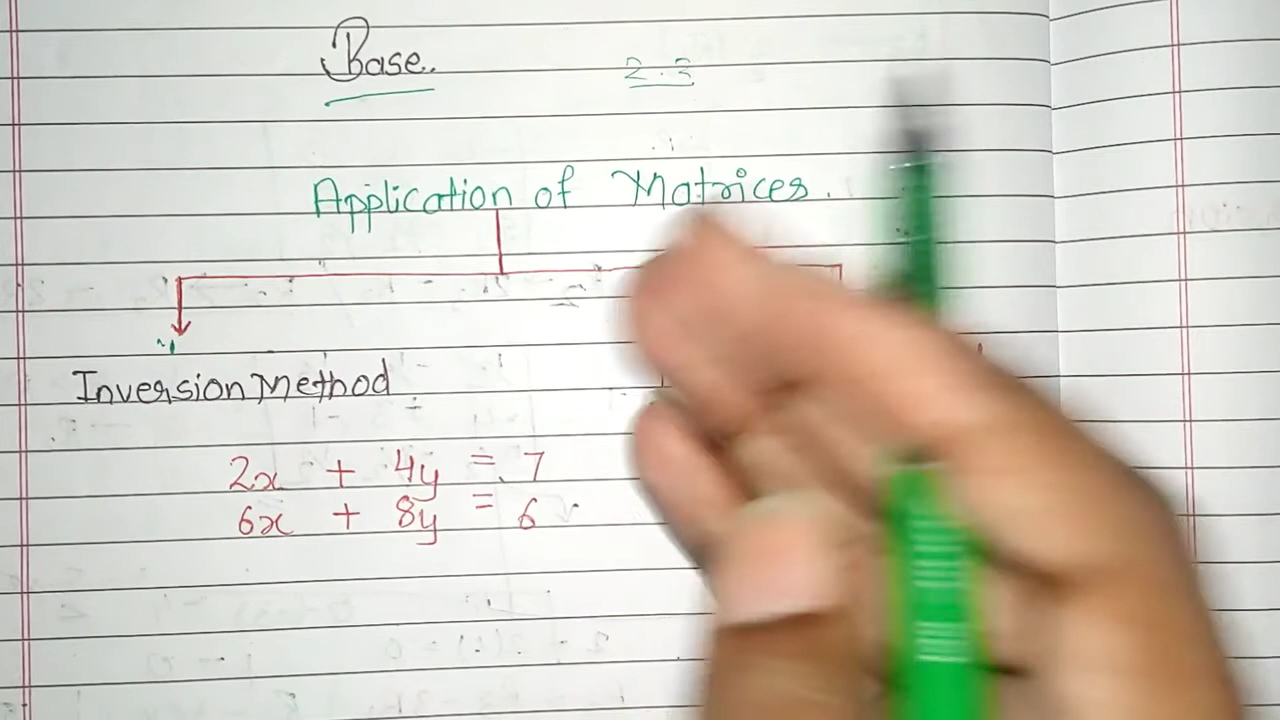 Base.
2.3
Application of Matrices.
Inversion Method
2x + 4y = 7
6x + 8y = 6